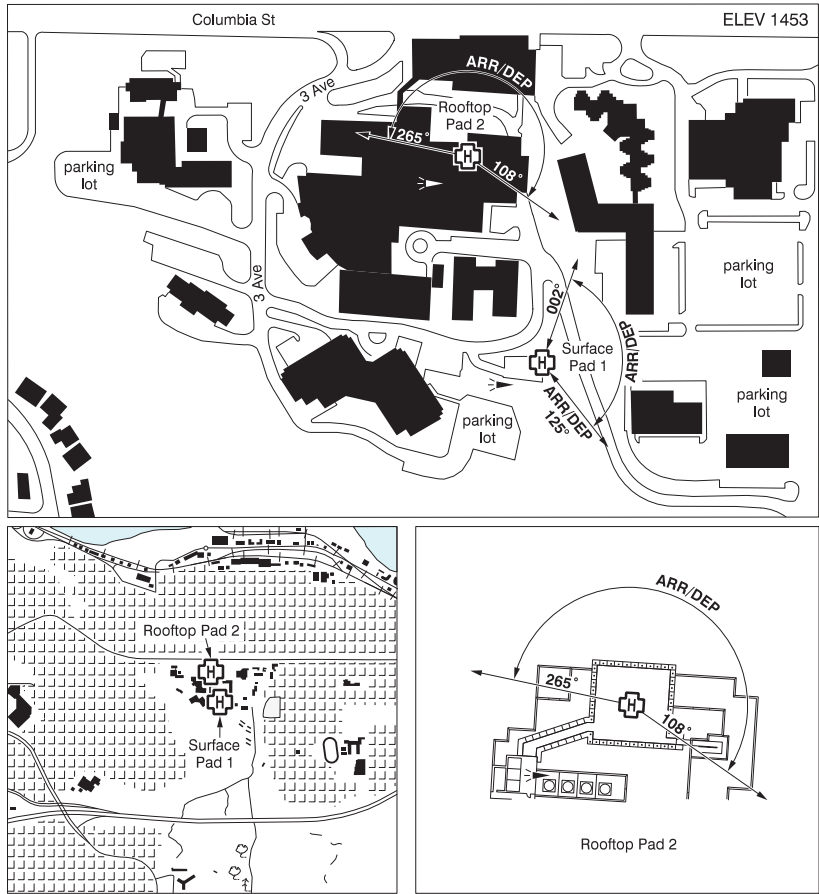 Columbia St
ELEV 1453
3 Ave
ARR/DEP
Rooftop
Pad 2
265°
H
108°
parking
lot
3 Ave
parking
lot
002°
ARR/DEP
H
Surface
Pad 1
ARR/DEP
125°
parking
lot
parking
lot
Rooftop Pad 2
H
H
Surface
Pad 1
ARR/DEP
265°
H
108°
Rooftop Pad 2